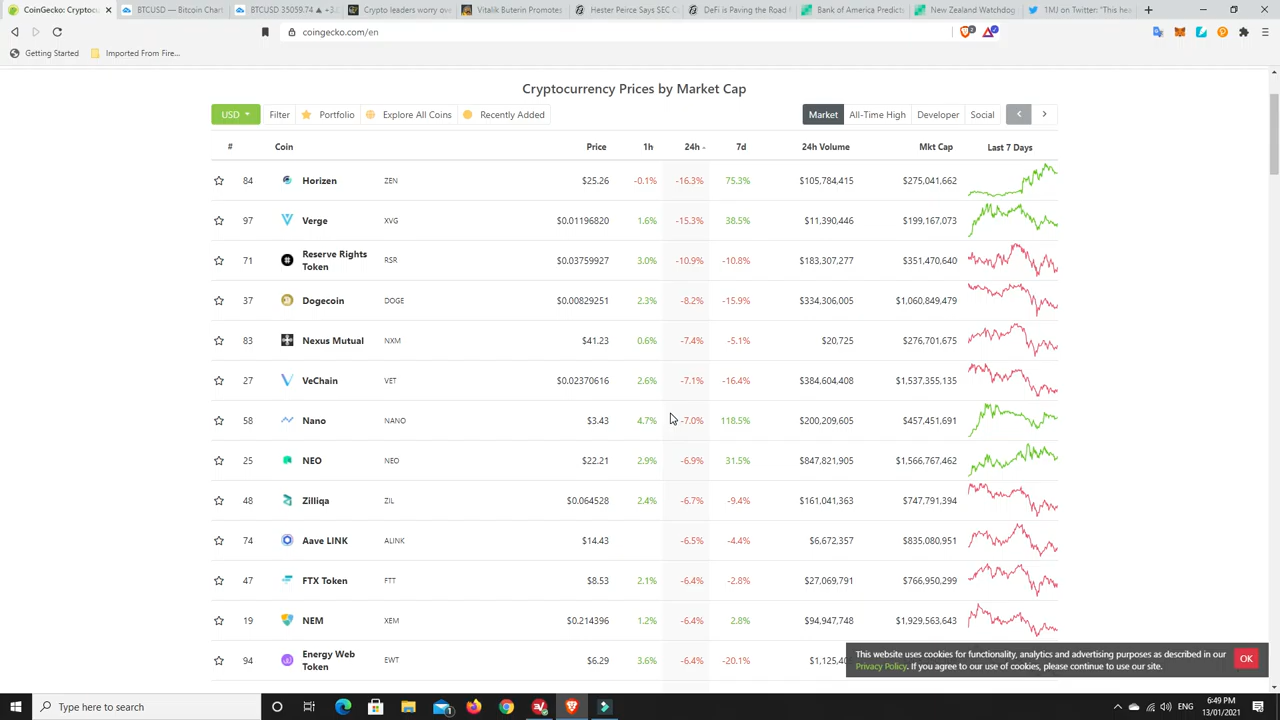 CoinGecko: Cryptocu
BTCUSD — Bitcoin Chart
BTCUSD 35059.74 ▲ +3.8
Crypto leaders worry ove
Vitalik Buterin Promotes
Hester Peirce Says SEC C
DeFi is Paving the Road
Bank of America Predicts
New Zealand Watchdog
1MJ on Twitter: "This hea
coingecko.com/en
Getting Started
Imported From Fire...
Cryptocurrency Prices by Market Cap
USD
Filter
Portfolio
Explore All Coins
Recently Added
Market
All-Time High
Developer
Social
# Coin Price 1h 24h 7d 24h Volume Mkt Cap Last 7 Days
84 Horizen ZEN $25.26 -0.1% -16.3% 75.3% $105,784,415 $275,041,662
97 Verge XVG $0.01196820 1.6% -15.3% 38.5% $11,390,446 $199,167,073
71 Reserve Rights Token RSR $0.03759927 3.0% -10.9% -10.8% $183,307,277 $351,470,640
37 Dogecoin DOGE $0.00829251 2.3% -8.2% -15.9% $334,306,005 $1,060,849,479
83 Nexus Mutual NXM $41.23 0.6% -7.4% -5.1% $20,725 $276,701,675
27 VeChain VET $0.02370616 2.6% -7.1% -16.4% $384,604,408 $1,537,355,135
58 Nano NANO $3.43 4.7% -7.0% 118.5% $200,209,605 $457,451,691
25 NEO NEO $22.21 2.9% -6.9% 31.5% $847,821,905 $1,566,767,462
48 Zilliqa ZIL $0.064528 2.4% -6.7% -9.4% $161,041,363 $747,791,394
74 Aave LINK ALINK $14.43 -6.5% -4.4% $6,672,357 $835,080,951
47 FTX Token FTT $8.53 2.1% -6.4% -2.8% $27,069,791 $766,950,299
19 NEM XEM $0.214396 1.2% -6.4% 2.8% $94,947,748 $1,929,563,643
94 Energy Web Token EWT $6.29 3.6% -6.4% -20.1% $1,125,40
This website uses cookies for functionality, analytics and advertising purposes as described in our
Privacy Policy. If you agree to our use of cookies, please continue to use our site.
OK
Type here to search
ENG
6:49 PM
13/01/2021